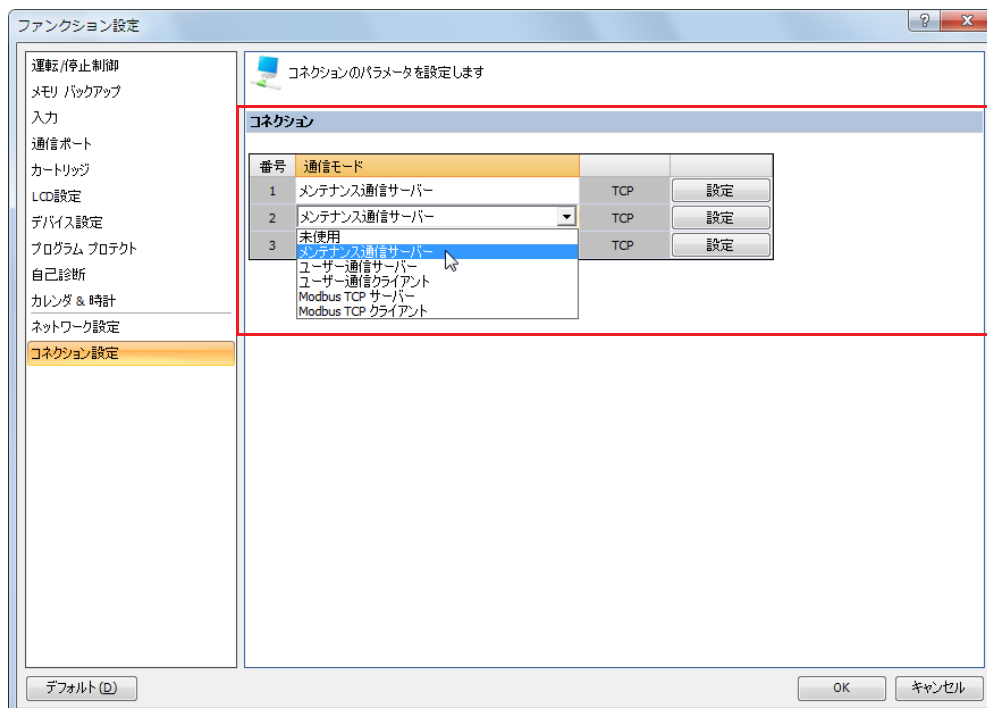 ファンクション設定
?
x
運転/停止制御
メモリ バックアップ
入力
通信ポート
カートリッジ
LCD設定
デバイス設定
プログラム プロテクト
自己診断
カレンダ & 時計
ネットワーク設定
コネクション設定
コネクションのパラメータを設定します
コネクション
番号 通信モード
1 メンテナンス通信サーバー TCP 設定
2 メンテナンス通信サーバー TCP 設定
3 TCP 設定
未使用
メンテナンス通信サーバー
ユーザー通信サーバー
ユーザー通信クライアント
Modbus TCP サーバー
Modbus TCP クライアント
デフォルト(D)
OK
キャンセル